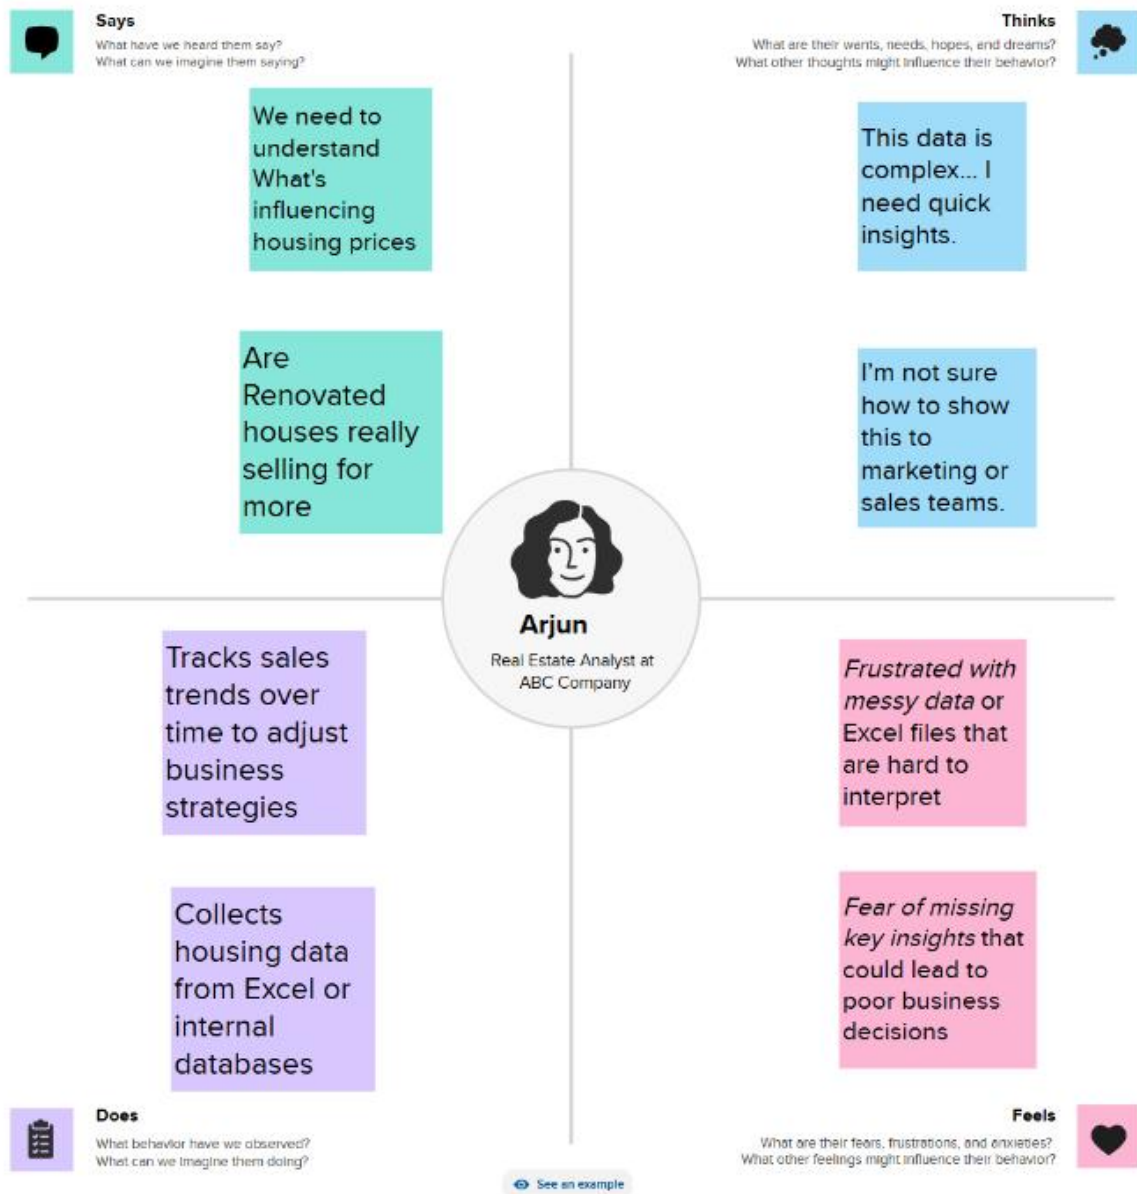 Says
What have we heard them say?
What can we imagine them saying?
We need to
understand
What's
influencing
housing prices
Are
Renovated
houses really
selling for
more
Thinks
What are their wants, needs, hopes, and dreams?
What other thoughts might influence their behavior?
This data is
complex... I
need quick
insights.
I'm not sure
how to show
this to
marketing or
sales teams.
Arjun
Real Estate Analyst at
ABC Company
Tracks sales
trends over
time to adjust
business
strategies
Collects
housing data
from Excel or
internal
databases
Does
What behavior have we observed?
What can we imagine them doing?
Frustrated with
messy data or
Excel files that
are hard to
interpret
Fear of missing
key insights that
could lead to
poor business
decisions
Feels
What are their fears, frustrations, and anxieties?
What other feelings might influence their behavior?
See an example